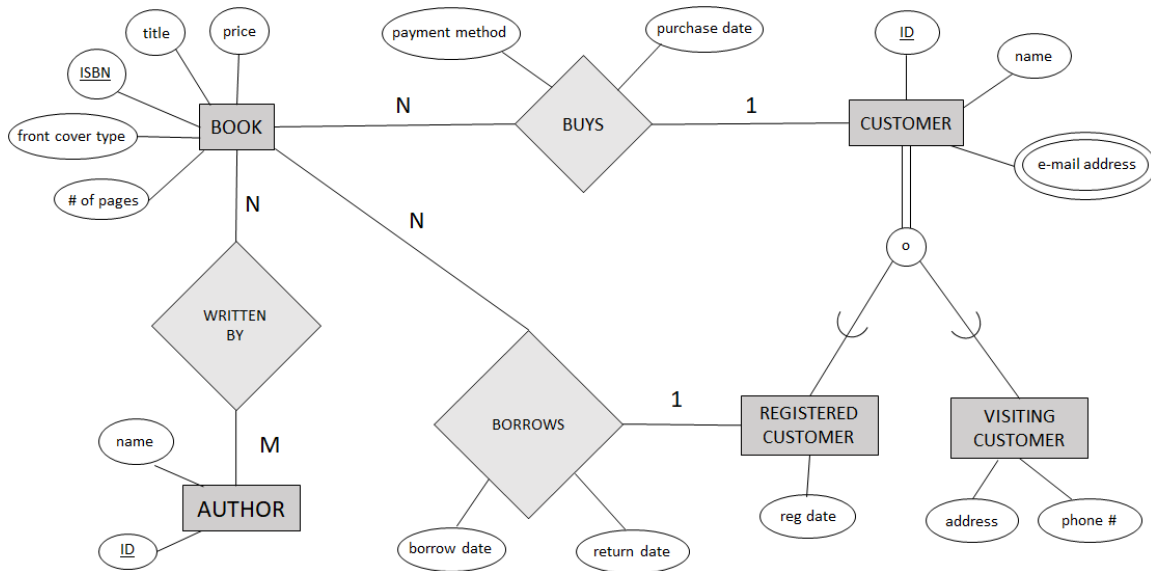 title
price
payment method
purchase date
ID
name
ISBN
N
1
BOOK
BUYS
CUSTOMER
front cover type
e-mail address
# of pages
N
N
o
WRITTEN
BY
BORROWS
1
REGISTERED
CUSTOMER
VISITING
CUSTOMER
name
M
AUTHOR
reg date
address
phone #
ID
borrow date
return date